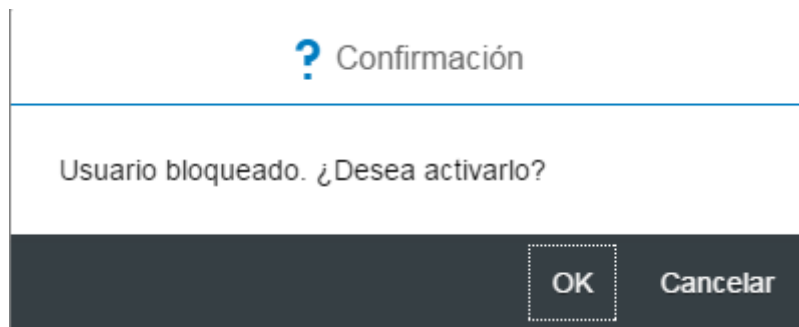 ? Confirmación
Usuario bloqueado. ¿Desea activarlo?
OK Cancelar